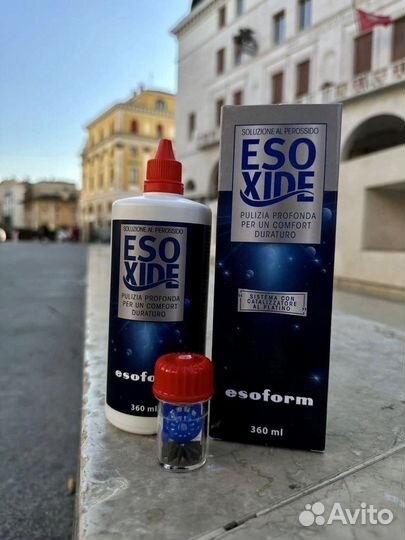 SOLUZIONE AL PEROSSIDO
ESO
XIDE
PULIZIA PROFONDA
PER UN COMFORT
DURATURO
esoform
360 ml
SOLUZIONE AL PEROSSIDO
ESO
XIDE
PULIZIA PROFONDA
PER UN COMFORT
DURATURO
SISTEMA CON
CATALIZZATORE
AL PLATINO
esoform
360 ml
Avito